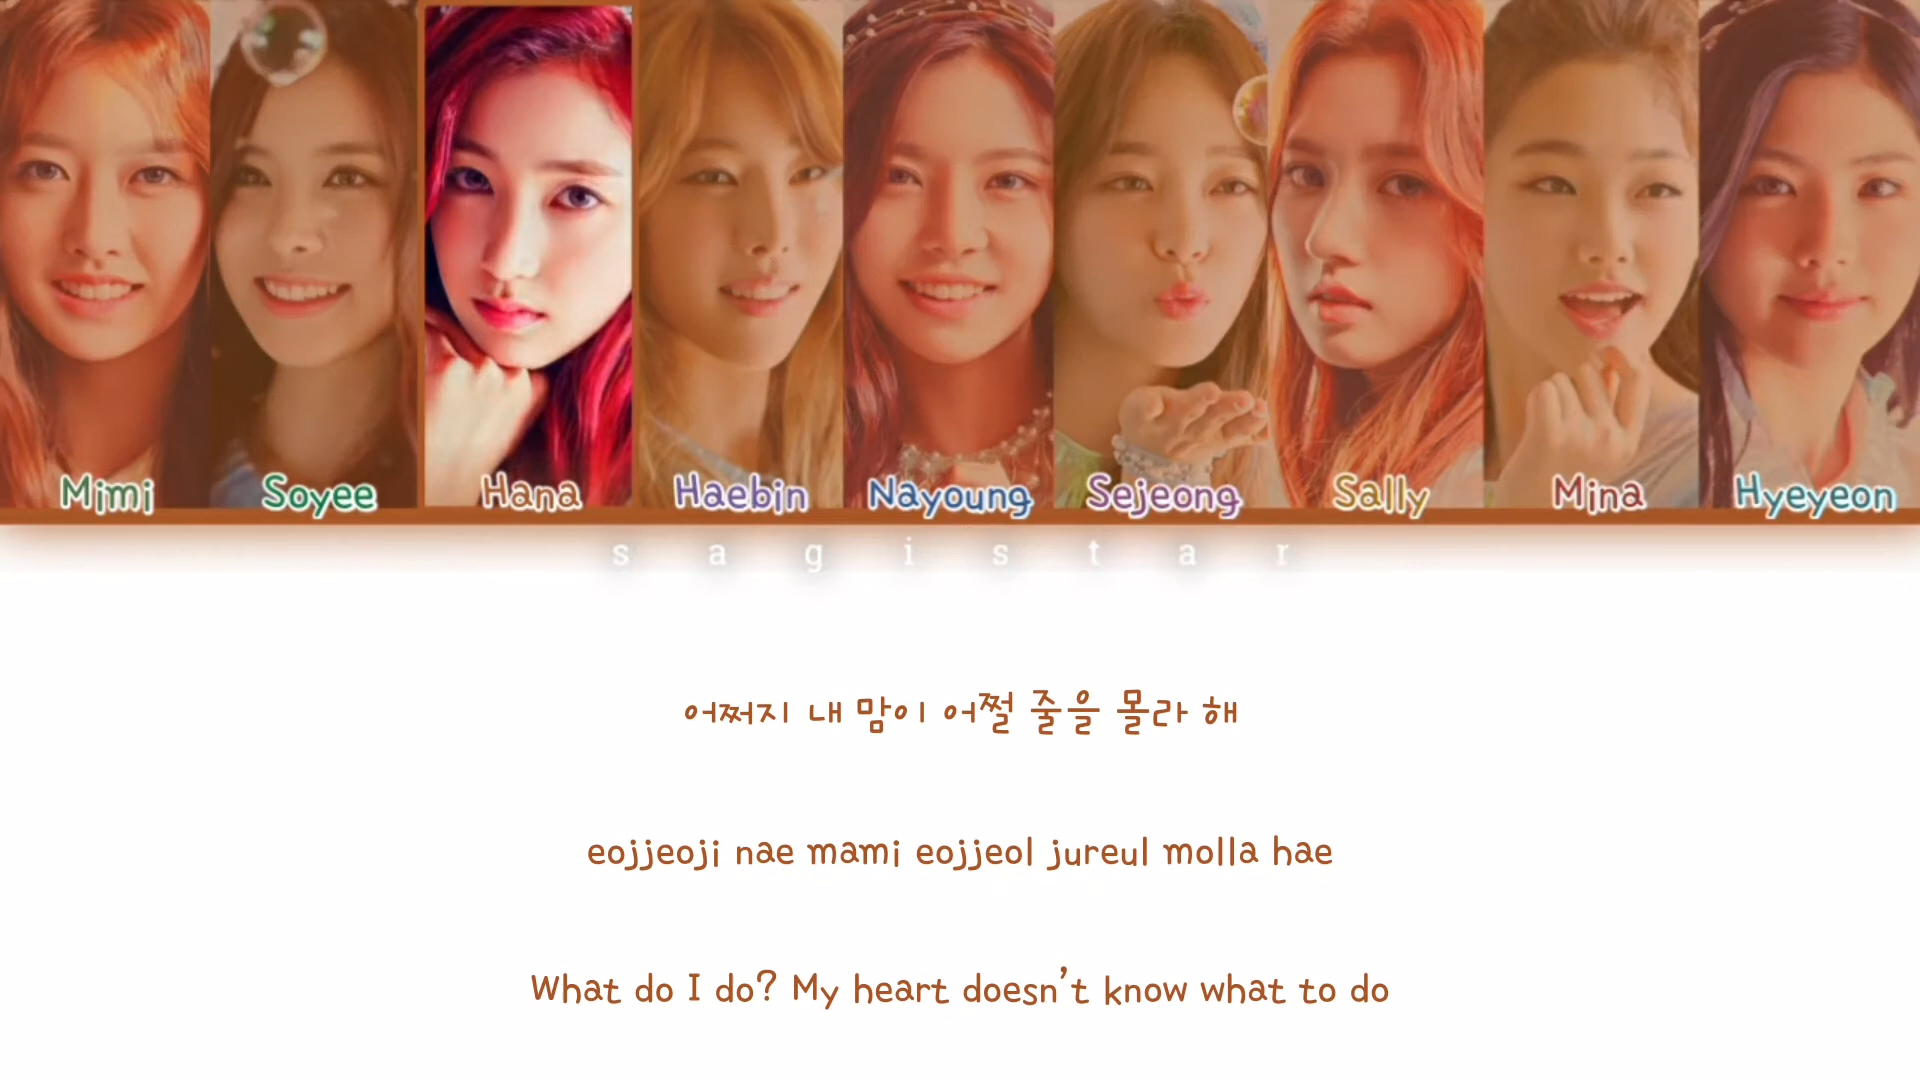 Mimi Soyee Hana Haebin Nayoung Sejeong Sally Mina Hyeyeon
sagistar
어쩌지 내 맘이 어쩔 줄을 몰라 해
eojjeoji nae mami eojjeol jureul molla hae
What do I do? My heart doesn't know what to do